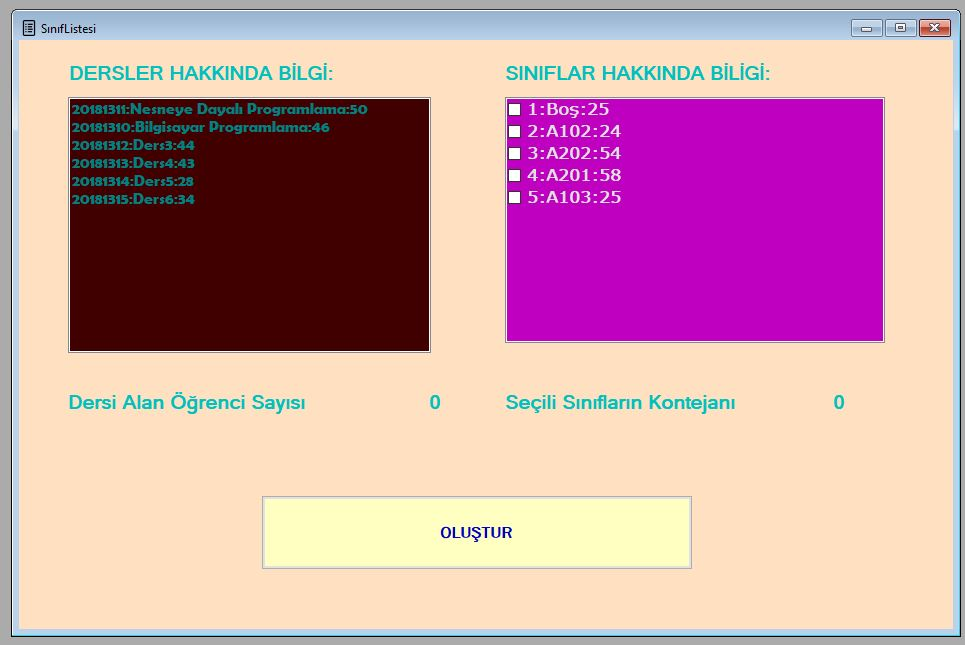 SınıfListesi
DERSLER HAKKINDA BİLGİ:
20181311:Nesneye Dayalı Programlama:50
20181310:Bilgisayar Programlama:46
20181312:Ders3:44
20181313:Ders4:43
20181314:Ders5:28
20181315:Ders6:34
SINIFLAR HAKKINDA BİLİGİ:
1:Boş:25
2:A102:24
3:A202:54
4:A201:58
5:A103:25
Dersi Alan Öğrenci Sayısı 0
Seçili Sınıfların Kontejanı 0
OLUŞTUR